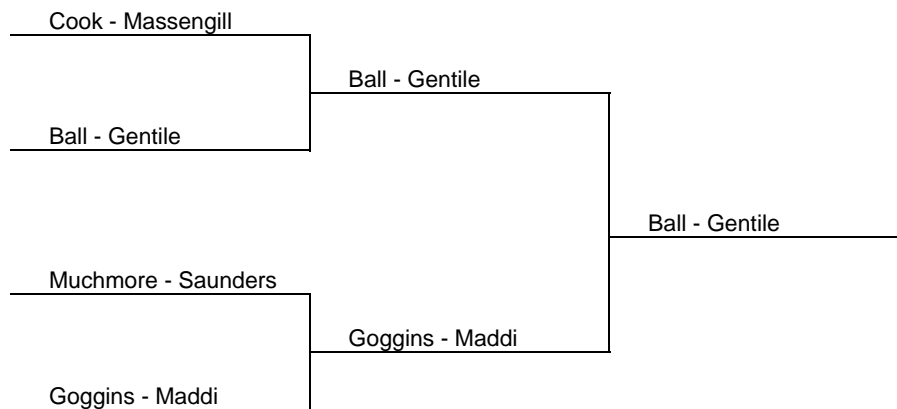 Cook - Massengill
Ball - Gentile
Ball - Gentile
Ball - Gentile
Muchmore - Saunders
Goggins - Maddi
Goggins - Maddi